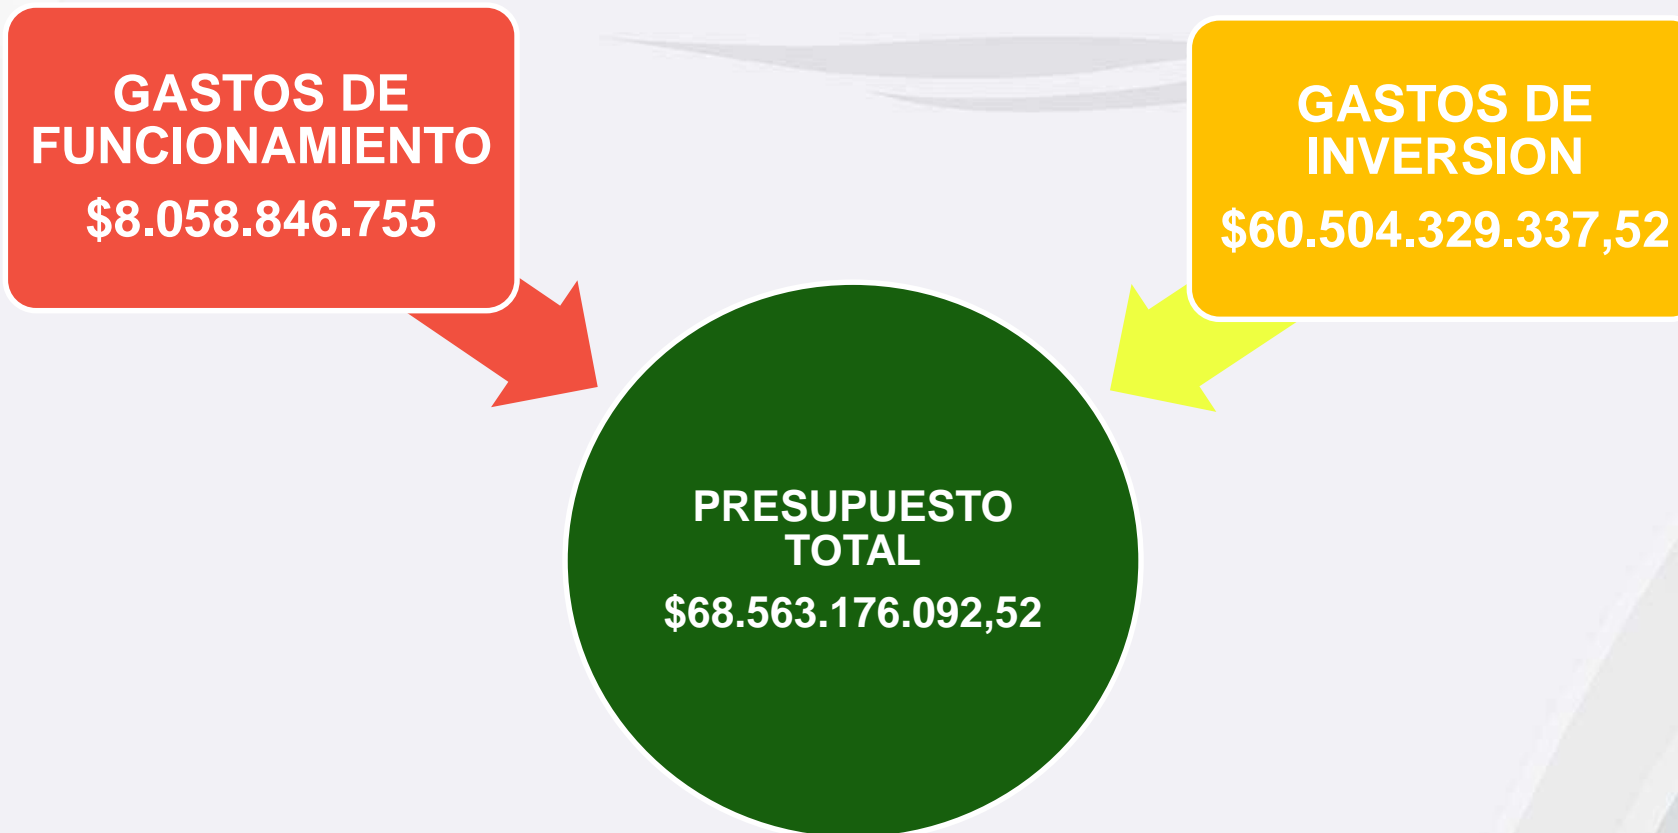 GASTOS DE
FUNCIONAMIENTO
$8.058.846.755
GASTOS DE
INVERSION
$60.504.329.337,52
PRESUPUESTO
TOTAL
$68.563.176.092,52